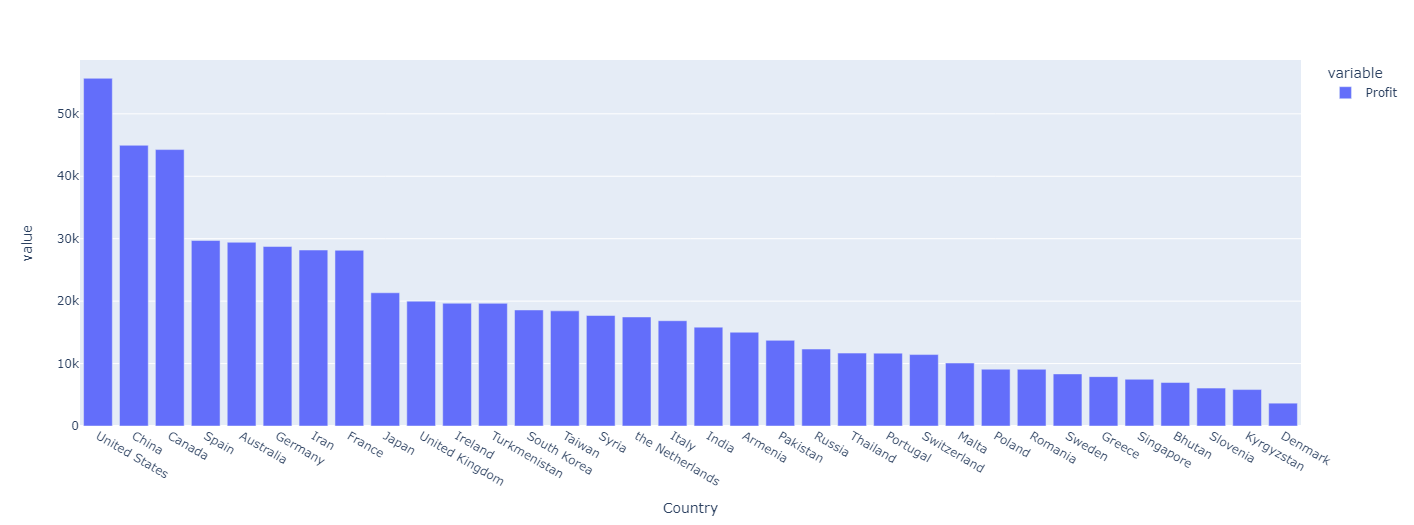 variable
Profit
value
50k
40k
30k
20k
10k
0
United States
China
Canada
Spain
Australia
Germany
Iran
France
Japan
United Kingdom
Ireland
Turkmenistan
South Korea
Taiwan
Syria
the Netherlands
Italy
India
Armenia
Pakistan
Russia
Thailand
Portugal
Switzerland
Malta
Poland
Romania
Sweden
Greece
Singapore
Bhutan
Slovenia
Kyrgyzstan
Denmark
Country